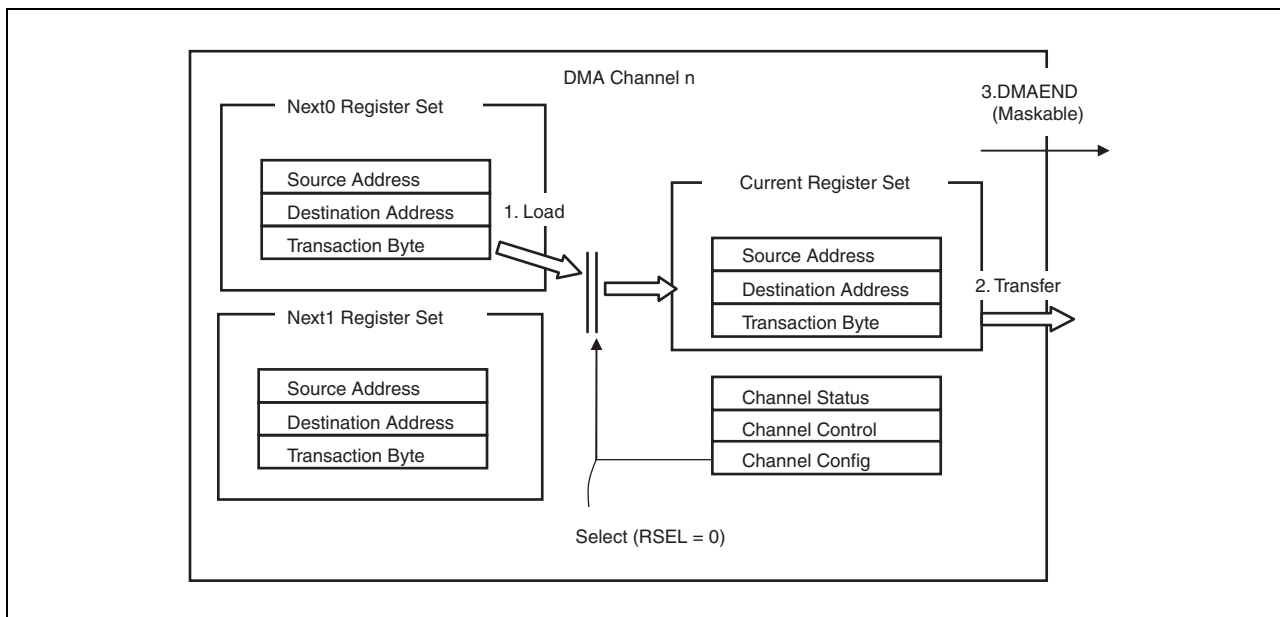 DMA Channel n
3.DMAEND
(Maskable)
Next0 Register Set
Source Address
Destination Address
Transaction Byte
1. Load
Current Register Set
Source Address
Destination Address
Transaction Byte
2. Transfer
Next1 Register Set
Source Address
Destination Address
Transaction Byte
Channel Status
Channel Control
Channel Config
Select (RSEL = 0)